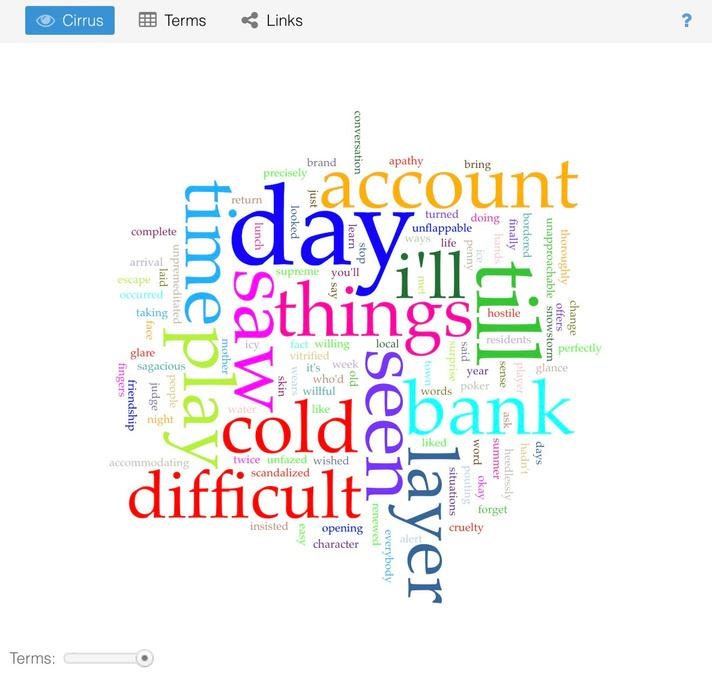 Cirrus Terms Links ?
conversation
brand apathy bring
precisely account
time return day just looked turned doing
lunch unflappable finally bordered unapproachable
complete learn stop ways life penny ice hands thoroughly
arrival laid unpremeditated supreme you'll i'll met till
escape say
occurred saw things hostile snowstorm offers change
taking face play mother icy fact willing local surprise said residents perfectly
glare vitrified seen
sagacious it's week town year sense player glance
fingers friendship judge people skin wears who'd old willful words poker
night water cold like bank ask
accommodating twice unfazed wished liked word summer heedlessly hadn't days
difficult scandalized layer situations pouting okay
forget
insisted easy opening renewed everybody alert cruelty
character
Terms: